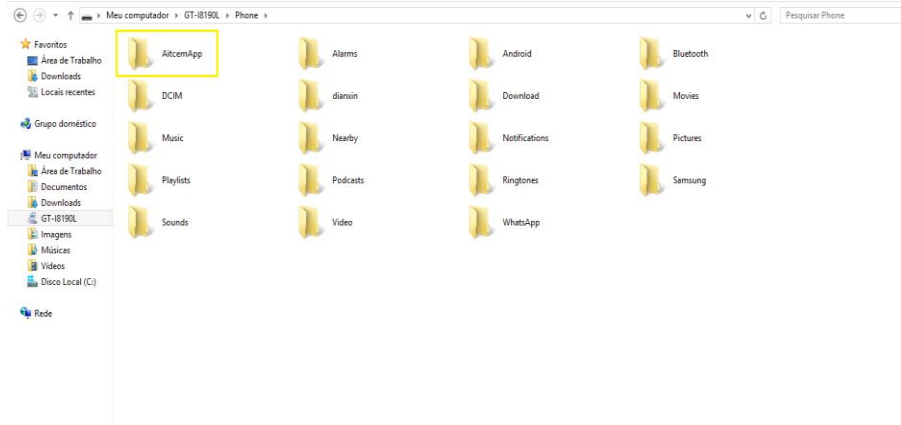 Meu computador GT-I8190L Phone
Pesquisar Phone
Favoritos
Área de Trabalho
Downloads
Locais recentes
Grupo doméstico
Meu computador
Área de Trabalho
Documentos
Downloads
GT-I8190L
Imagens
Músicas
Vídeos
Disco Local (C:)
Rede
AitcemApp Alarms Android Bluetooth
DCIM dianxin Download Movies
Music Nearby Notifications Pictures
Playlists Podcasts Ringtones Samsung
Sounds Video WhatsApp